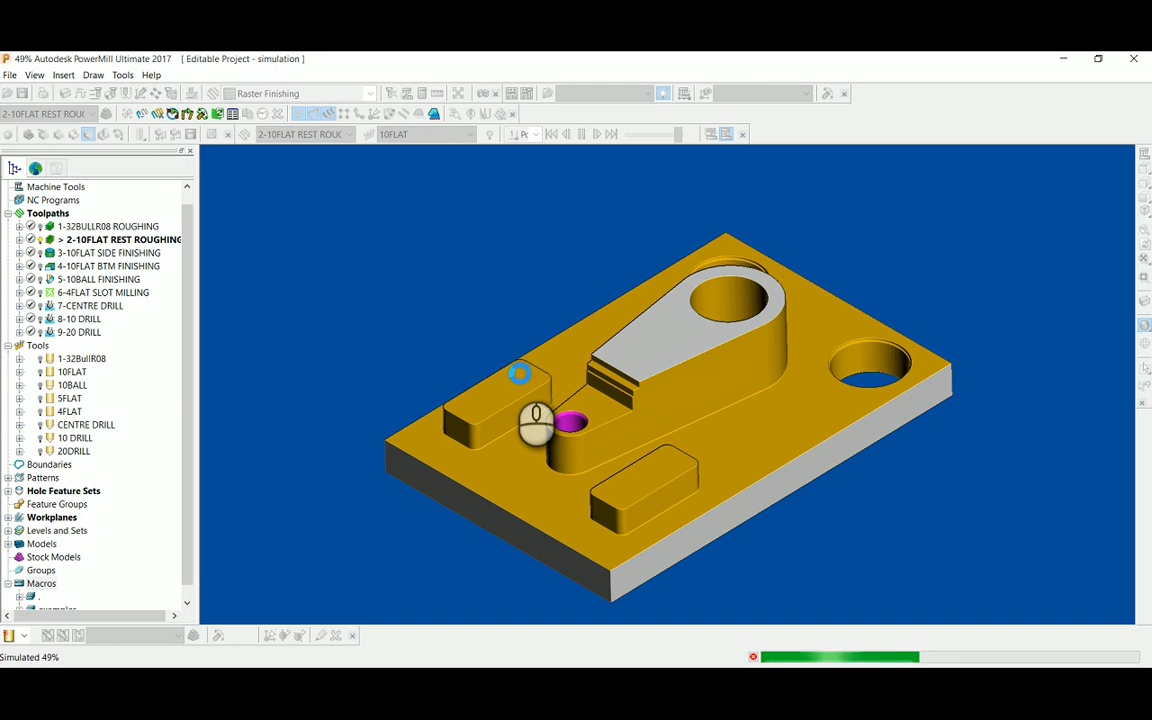 49% Autodesk PowerMill Ultimate 2017 [ Editable Project - simulation ]
File View Insert Draw Tools Help
Raster Finishing
2-10FLAT REST ROUK
2-10FLAT REST ROUK 10FLAT
Machine Tools
NC Programs
Toolpaths
1-32BULLR08 ROUGHING
> 2-10FLAT REST ROUGHING
3-10FLAT SIDE FINISHING
4-10FLAT BTM FINISHING
5-10BALL FINISHING
6-4FLAT SLOT MILLING
7-CENTRE DRILL
8-10 DRILL
9-20 DRILL
Tools
1-32BullR08
10FLAT
10BALL
5FLAT
4FLAT
CENTRE DRILL
10 DRILL
20DRILL
Boundaries
Patterns
Hole Feature Sets
Feature Groups
Workplanes
Levels and Sets
Models
Stock Models
Groups
Macros
Simulated 49%